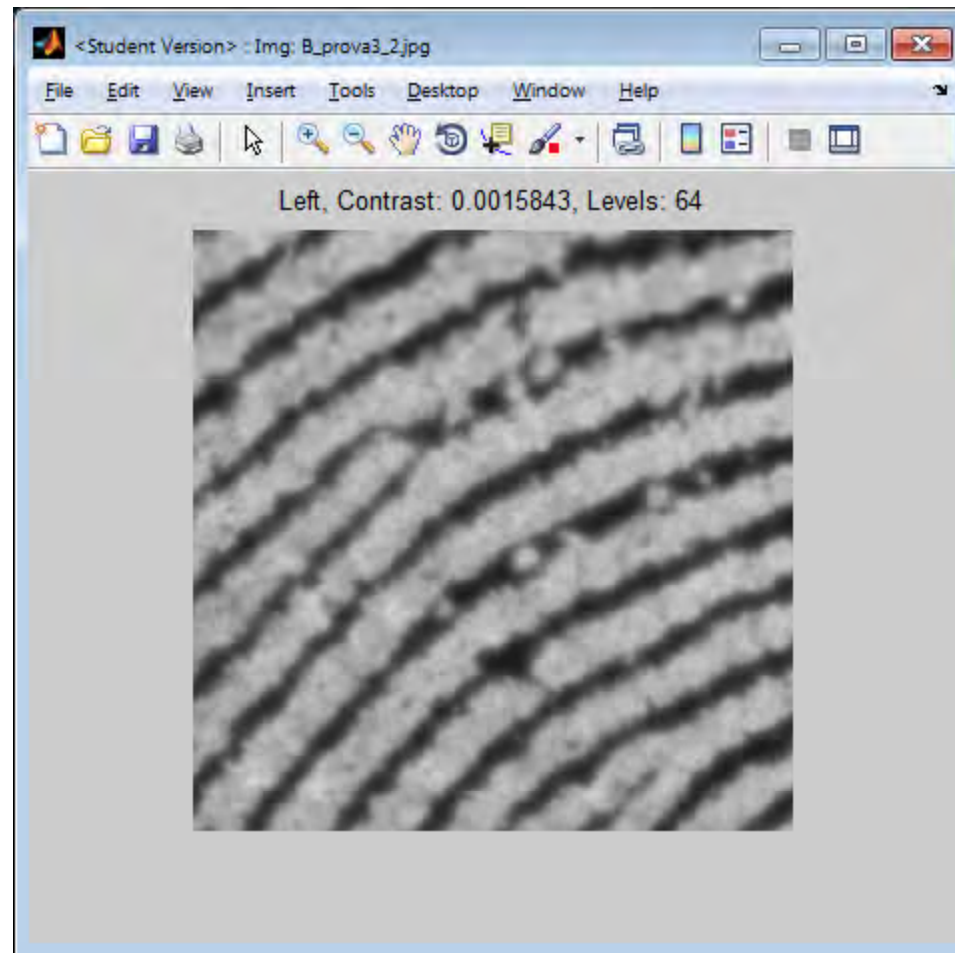 <Student Version> : Img: B_prova3_2.jpg
File Edit View Insert Tools Desktop Window Help
Left, Contrast: 0.0015843, Levels: 64